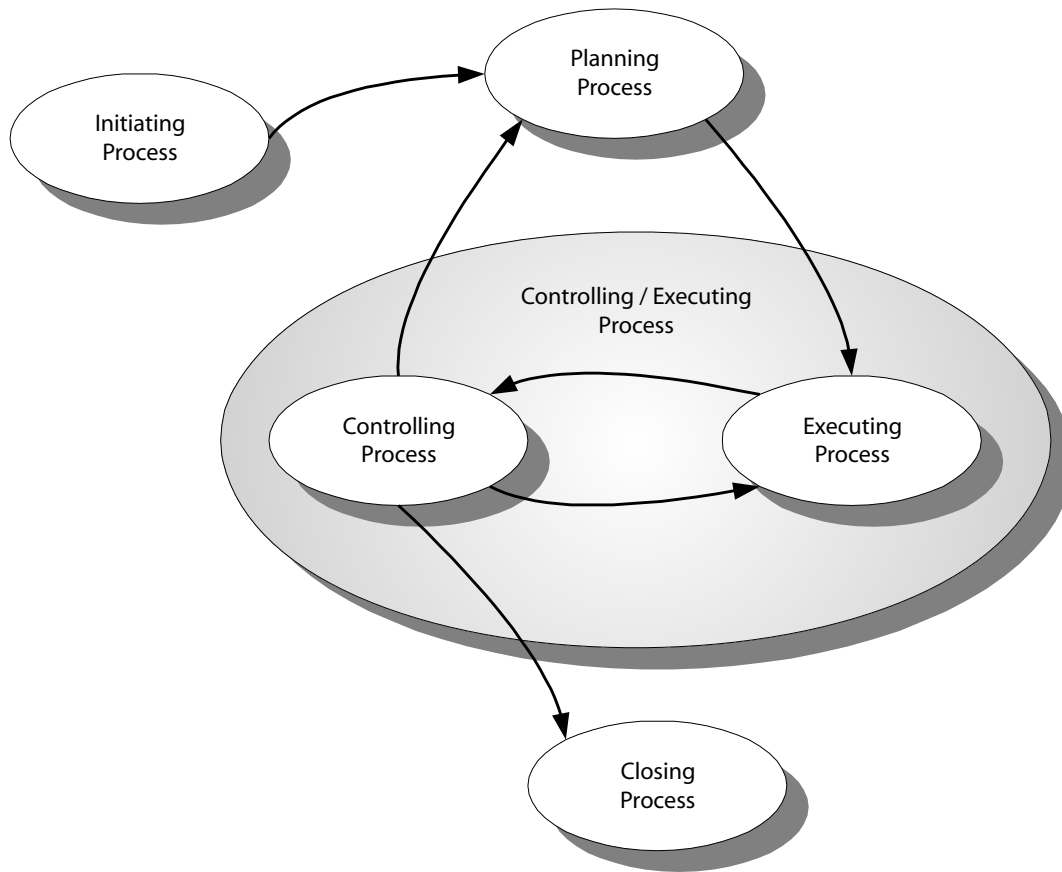 Planning
Process
Initiating
Process
Controlling / Executing
Process
Controlling
Process
Executing
Process
Closing
Process